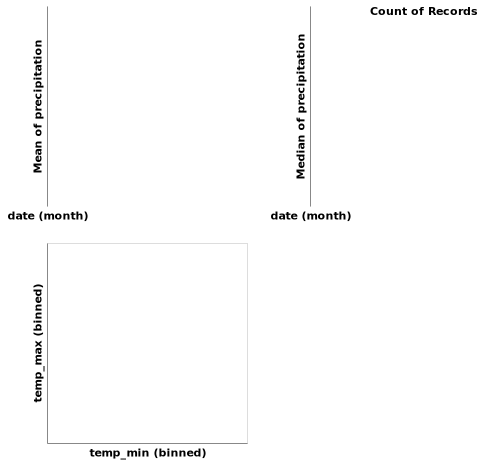 Count of Records
Mean of precipitation
Median of precipitation
date (month)
date (month)
temp_max (binned)
temp_min (binned)